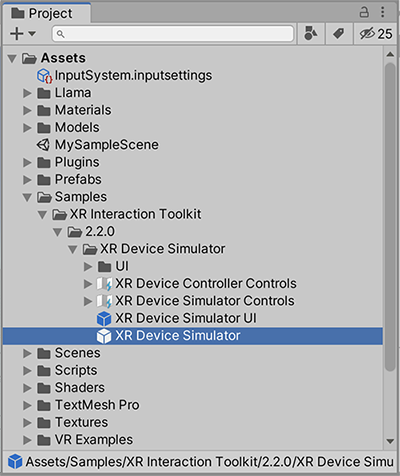 Project
25
Assets
InputSystem.inputsettings
Llama
Materials
Models
MySampleScene
Plugins
Prefabs
Samples
XR Interaction Toolkit
2.2.0
XR Device Simulator
UI
XR Device Controller Controls
XR Device Simulator Controls
XR Device Simulator UI
XR Device Simulator
Scenes
Scripts
Shaders
TextMesh Pro
Textures
VR Examples
Assets/Samples/XR Interaction Toolkit/2.2.0/XR Device Simu